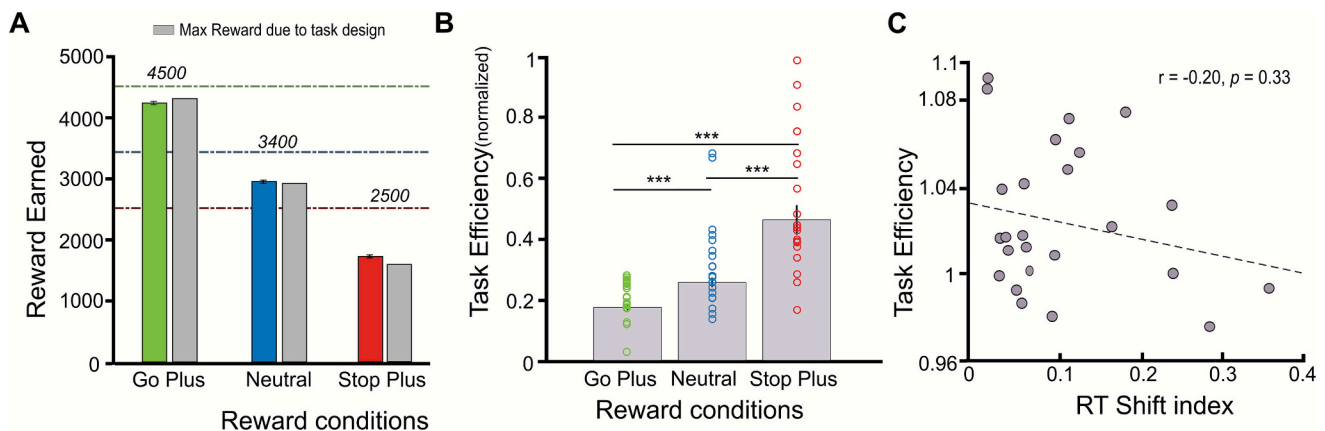 A
Max Reward due to task design
Reward Earned
5000
4000
3000
2000
1000
0
4500
3400
2500
Go Plus Neutral Stop Plus
Reward conditions
B
Task Efficiency(normalized)
1
0.8
0.6
0.4
0.2
0
***
***
***
Go Plus Neutral Stop Plus
Reward conditions
C
Task Efficiency
1.1
1.08
1.04
1
0.96
r = -0.20, p = 0.33
0 0.1 0.2 0.3 0.4
RT Shift index